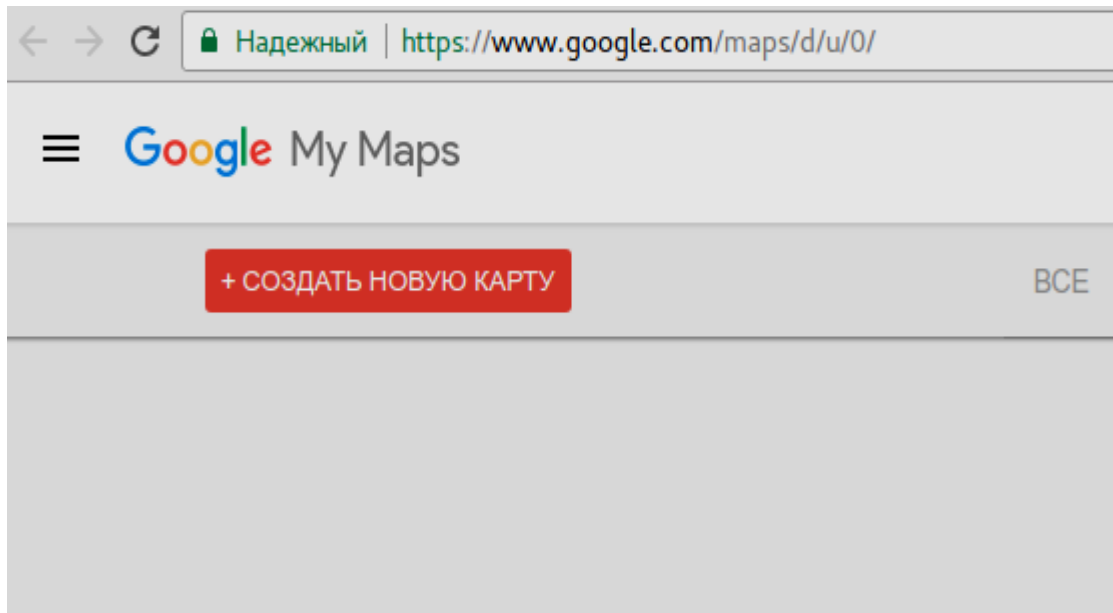 Надежный | https://www.google.com/maps/d/u/0/
Google My Maps
+ СОЗДАТЬ НОВУЮ КАРТУ ВСЕ